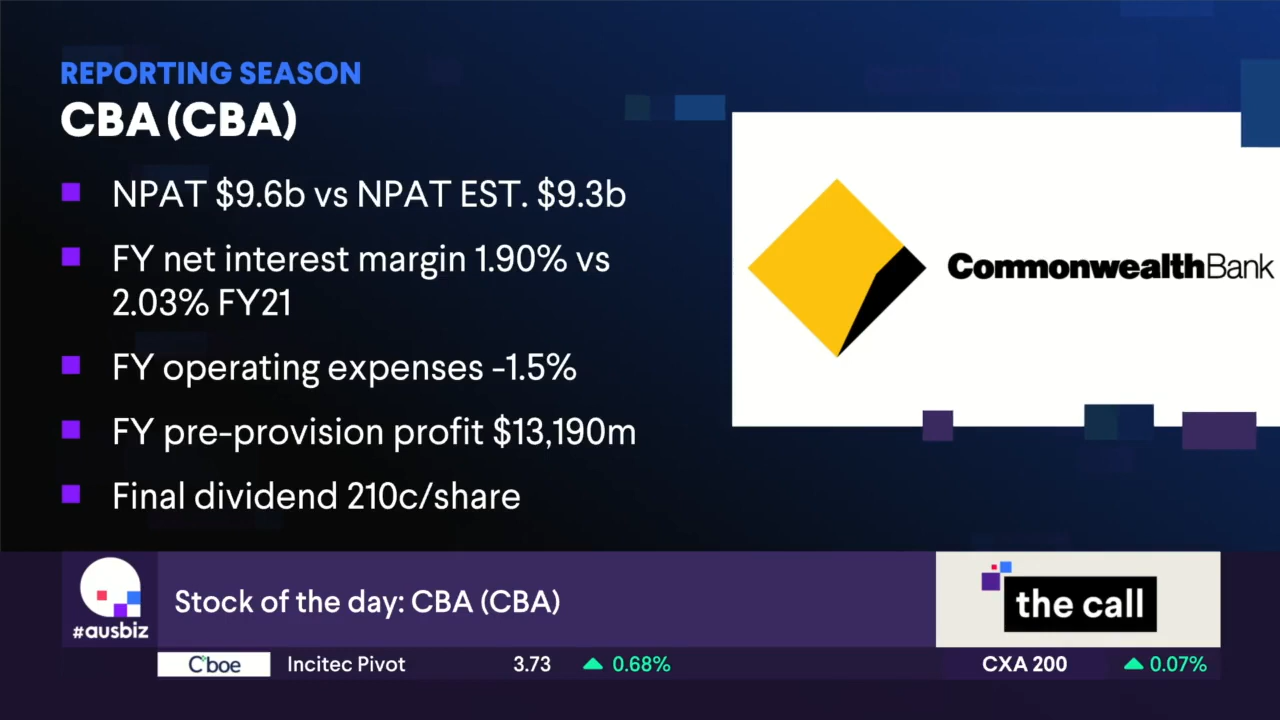 REPORTING SEASON
CBA (CBA)
NPAT $9.6b vs NPAT EST. $9.3b
FY net interest margin 1.90% vs
2.03% FY21
FY operating expenses -1.5%
FY pre-provision profit $13,190m
Final dividend 210c/share
CommonwealthBank
#ausbiz
Stock of the day: CBA (CBA)
the call
Cboe
Incitec Pivot 3.73 0.68%
CXA 200 0.07%